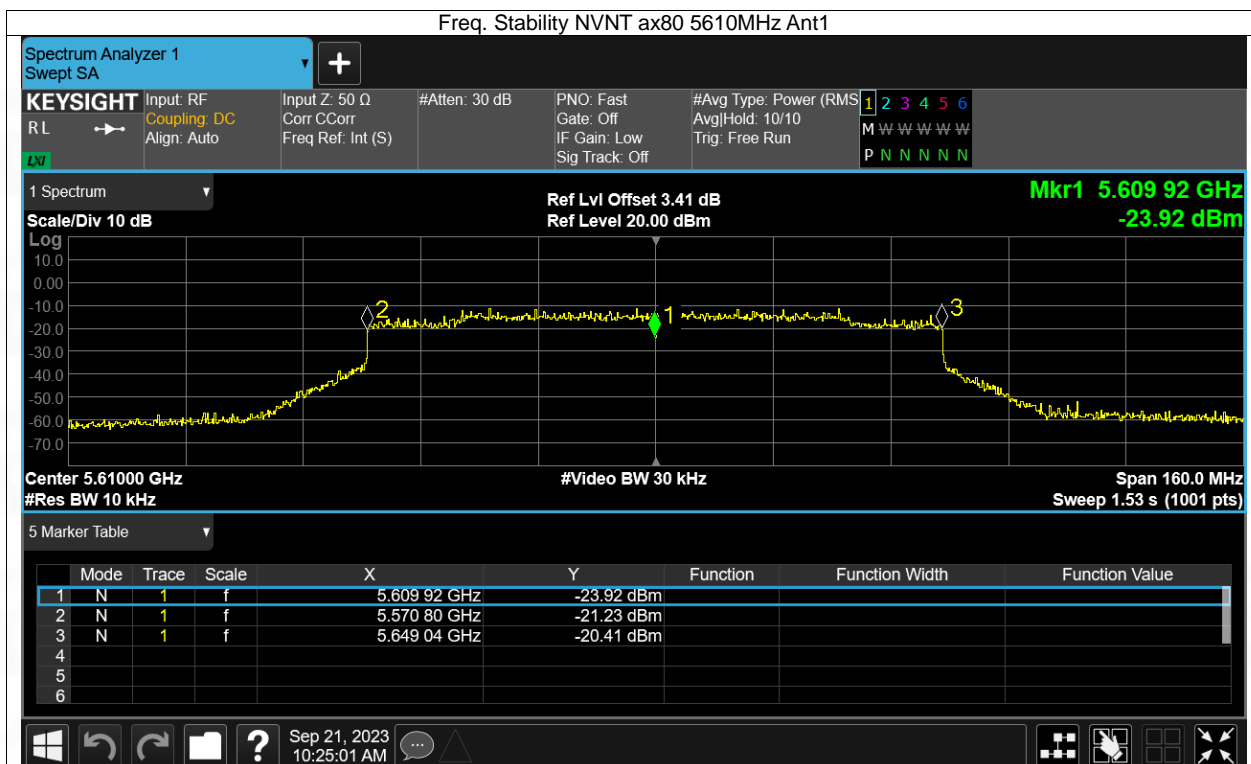 Freq. Stability NVNT ax80 5610MHz Ant1
Spectrum Analyzer 1
Swept SA
KEYSIGHT
RL
LXI
Input: RF
Coupling: DC
Align: Auto
Input Z: 50 Ω
Corr CCorr
Freq Ref: Int (S)
#Atten: 30 dB
PNO: Fast
Gate: Off
IF Gain: Low
Sig Track: Off
#Avg Type: Power (RMS
Avg|Hold: 10/10
Trig: Free Run
1 2 3 4 5 6
M W W W W W
P N N N N N
1 Spectrum
Scale/Div 10 dB
Ref Lvl Offset 3.41 dB
Ref Level 20.00 dBm
Mkr1 5.609 92 GHz
-23.92 dBm
Log
10.0
0.00
-10.0
-20.0
-30.0
-40.0
-50.0
-60.0
-70.0
2
1
3
Center 5.61000 GHz
#Video BW 30 kHz
Span 160.0 MHz
#Res BW 10 kHz
Sweep 1.53 s (1001 pts)
5 Marker Table
Mode Trace Scale X Y Function Function Width Function Value
1 N 1 f 5.609 92 GHz -23.92 dBm
2 N 1 f 5.570 80 GHz -21.23 dBm
3 N 1 f 5.649 04 GHz -20.41 dBm
4
5
6
?
Sep 21, 2023
10:25:01 AM